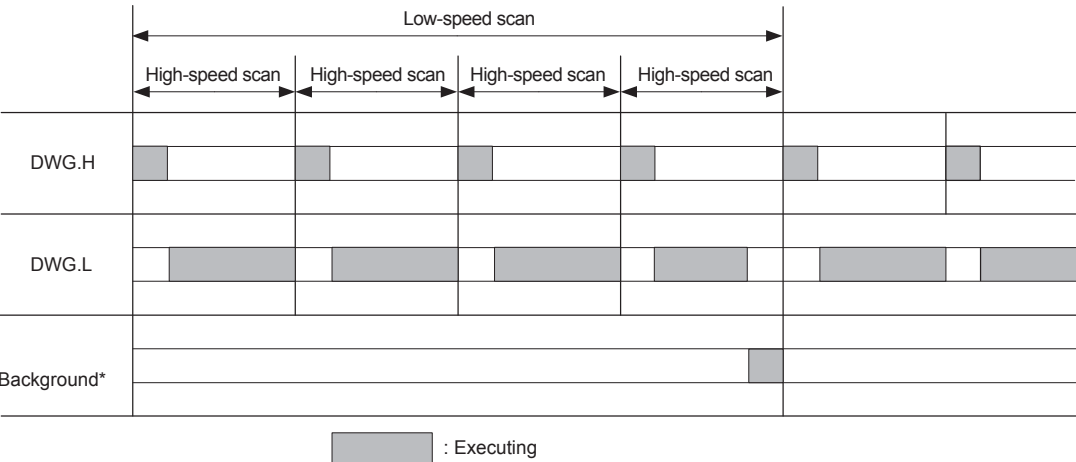 Low-speed scan
High-speed scan High-speed scan High-speed scan High-speed scan
DWG.H
DWG.L
Background*
: Executing